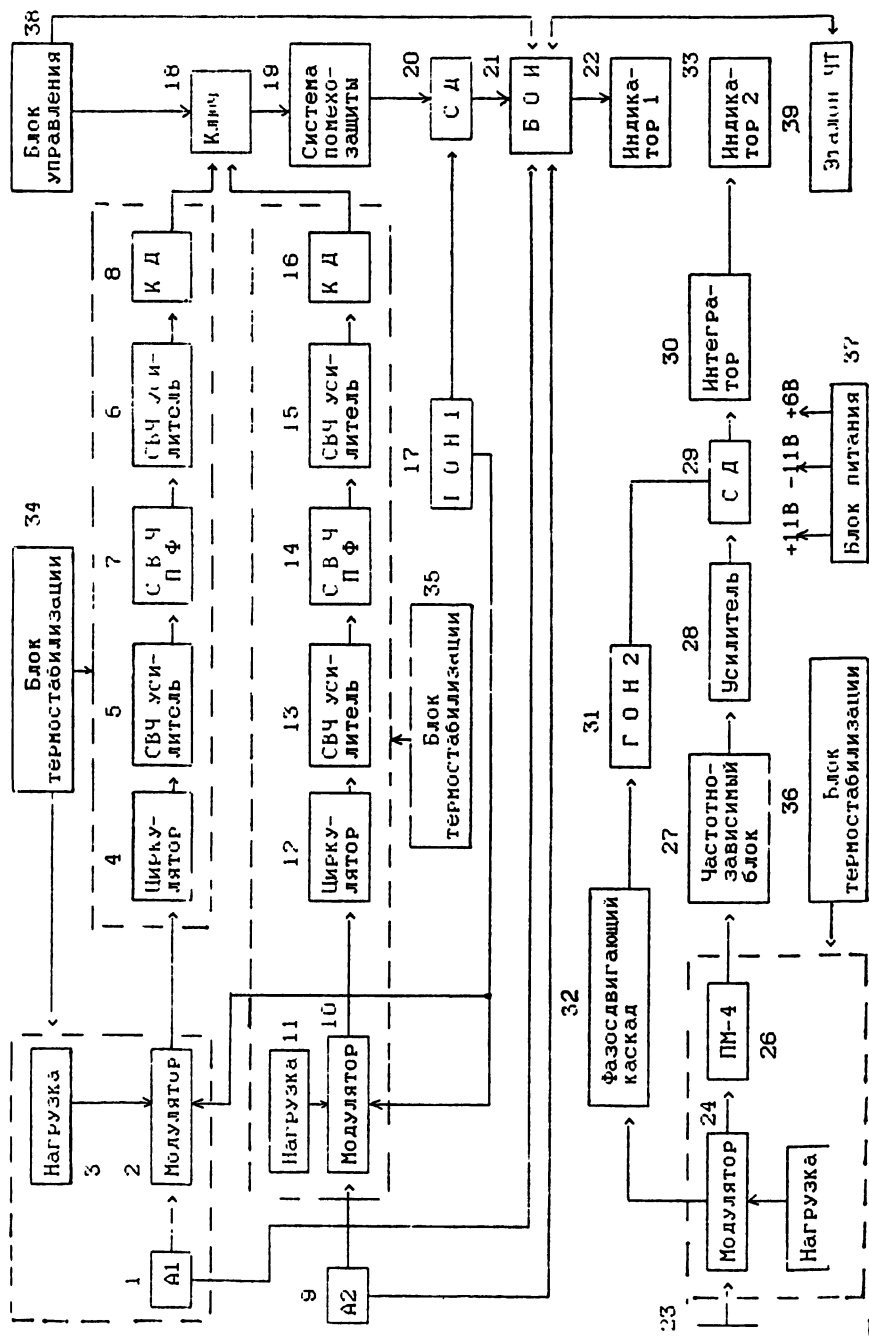 38
Блок
управления
18
Ключ
19
Система
помехо-
защиты
20
С Д
21
Б О И
22
Индика-
тор 1
33
Индика-
тор 2
39
Эталон ЧТ
34
Блок
термостабилизации
Нагрузка
3
2
Модулятор
1
А1
4
Цирку-
лятор
5
СВЧ уси-
литель
7
С В Ч
П Ф
6
СВЧ уси-
литель
8
К Д
9
А2
Нагрузка
11
10
Модулятор
12
Цирку-
лятор
13
СВЧ уси-
литель
14
С В Ч
П Ф
15
СВЧ уси-
литель
16
К Д
17
Г О Н 1
35
Блок
термостабилизации
23
24
Модулятор
Нагрузка
ПМ-4
26
32
Фазосдвигающий
каскад
31
Г О Н 2
27
Частотно-
зависимый
блок
28
Усилитель
29
С Д
30
Интегра-
тор
36
Блок
термостабилизации
37
Блок питания
+11В -11В +6В